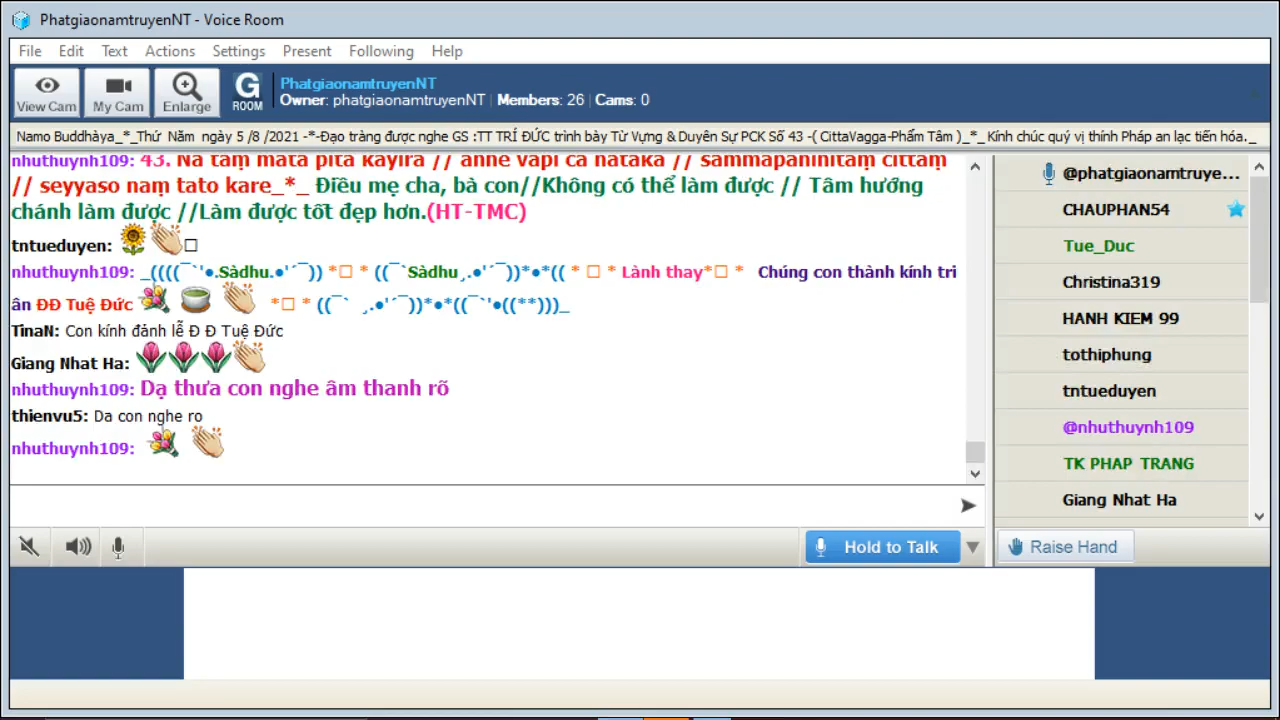 PhatgiaonamtruyenNT - Voice Room
File Edit Text Actions Settings Present Following Help
View Cam My Cam Enlarge G ROOM
PhatgiaonamtruyenNT
Owner: phatgiaonamtruyenNT | Members: 26 | Cams: 0
Namo Buddhàya_*_Thứ Năm ngày 5 /8 /2021 -*-Đạo tràng được nghe GS :TT TRÍ ĐỨC trình bày Từ Vựng & Duyên Sự PCK Số 43 -( CittaVagga-Phẩm Tâm )_*_Kính chúc quý vị thính Pháp an lạc tiến hóa._
nhuthuynh109: 43. Na taṃ mātā pitā kayirā // aññe vāpi ca ñātakā // sammāpaṇihitaṃ cittaṃ
// seyyaso naṃ tato kare_*_ Điều mẹ cha, bà con//Không có thể làm được // Tâm hướng
chánh làm được //Làm được tốt đẹp hơn.(HT-TMC)
tntueduyen:
nhuthuynh109: _((((¯`'●.Sàdhu.●'´¯)) *□ * ((¯`Sàdhu¸.●'´¯))*●*(( * □ * Lành thay*□ * Chúng con thành kính tri
ân ĐĐ Tuệ Đức *□ * ((¯` ¸.●'´¯))*●*((¯`'●((**)))_
TinaN: Con kính đảnh lễ Đ Đ Tuệ Đức
Giang Nhat Ha:
nhuthuynh109: Dạ thưa con nghe âm thanh rõ
thienvu5: Da con nghe ro
nhuthuynh109:
@phatgiaonamtruye...
CHAUPHAN54
Tue_Duc
Christina319
HANH KIEM 99
tothiphung
tntueduyen
@nhuthuynh109
TK PHAP TRANG
Giang Nhat Ha
Hold to Talk
Raise Hand